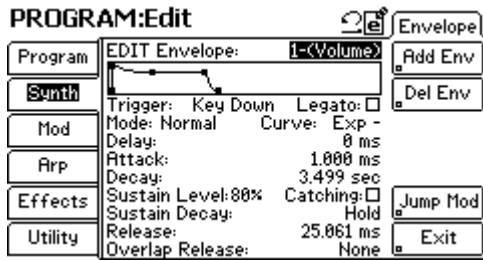 PROGRAM:Edit
Envelope
Program
EDIT Envelope: 1-(Volume)
Add Env
Synth
Del Env
Trigger: Key Down Legato:
Mod
Mode: Normal Curve: Exp -
Delay: 0 ms
Arp
Attack: 1.000 ms
Decay: 3.499 sec
Effects
Sustain Level:80% Catching:
Jump Mod
Sustain Decay: Hold
Utility
Release: 25.061 ms
Exit
Overlap Release: None